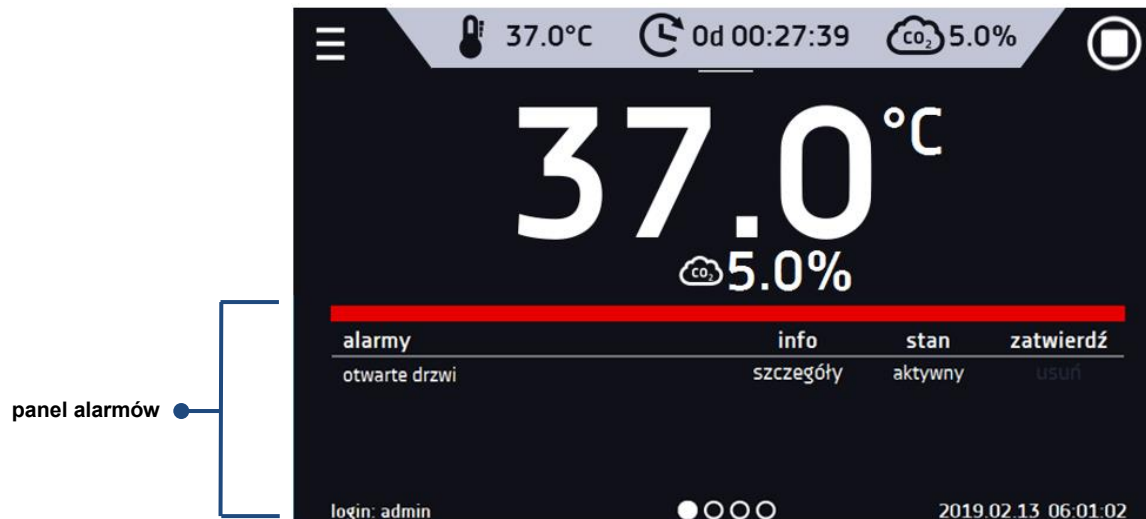 37.0°C 0d 00:27:39 CO₂ 5.0%
37.0°C
CO₂ 5.0%
alarmy info stan zatwierdź
otwarte drzwi szczegóły aktywny usuń
panel alarmów
login: admin 2019.02.13 06:01:02